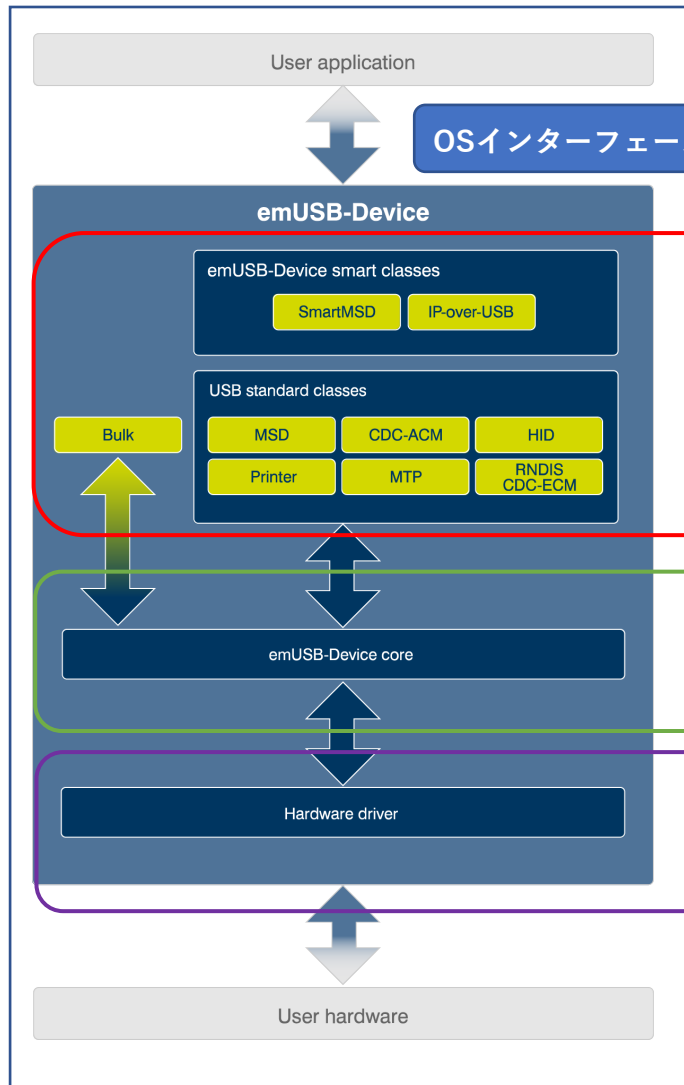 User application
OSインターフェー
emUSB-Device
emUSB-Device smart classes
SmartMSD
IP-over-USB
USB standard classes
Bulk
MSD
CDC-ACM
HID
Printer
MTP
RNDIS
CDC-ECM
emUSB-Device core
Hardware driver
User hardware